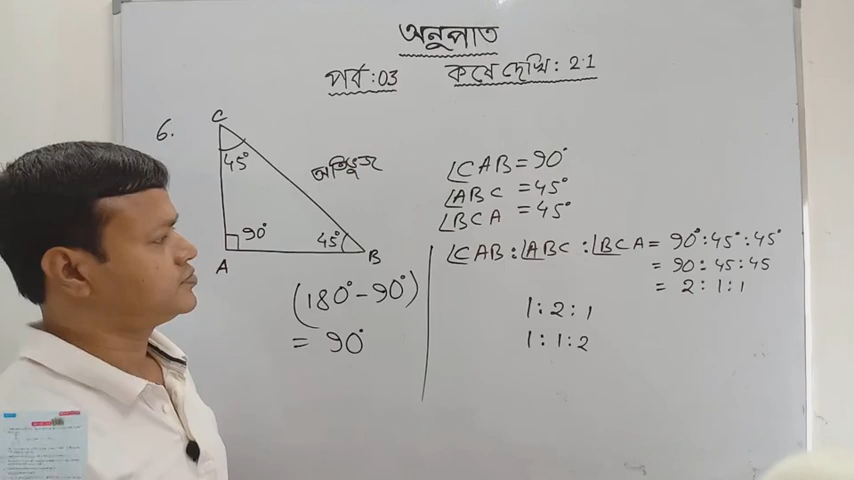 অনুপাত
পর্ব : 03 কষে দেখি : 2.1
6.
C
45°
অতিভুজ
90°
45°
A
B
(180° - 90°)
= 90°
∠CAB = 90°
∠ABC = 45°
∠BCA = 45°
∠CAB : ∠ABC : ∠BCA = 90° : 45° : 45°
= 90 : 45 : 45
= 2 : 1 : 1
1 : 2 : 1
1 : 1 : 2